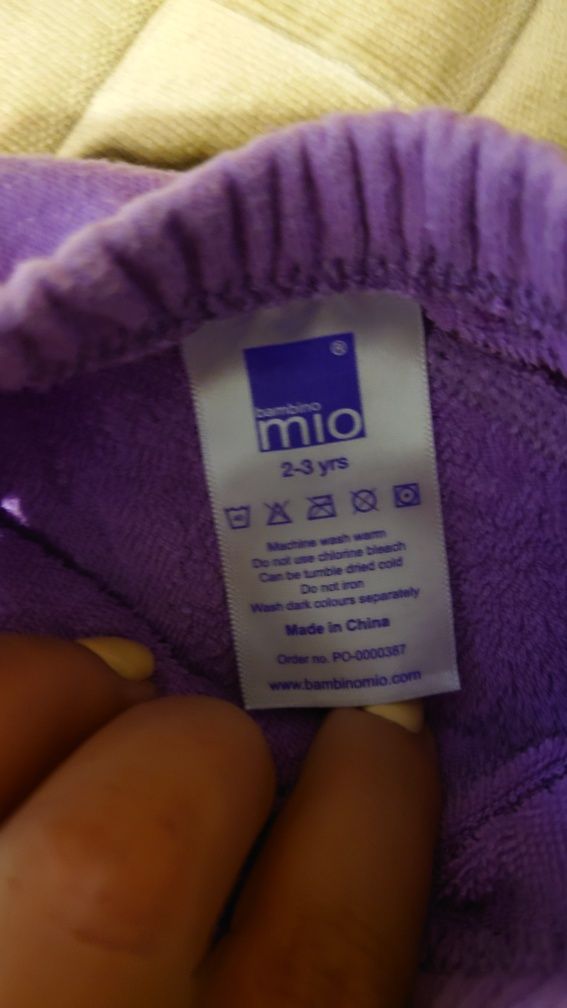 ®
bambino
mio
2-3 yrs
Machine wash warm
Do not use chlorine bleach
Can be tumble dried cold
Do not iron
Wash dark colours separately
Made in China
Order no. PO-0000387
www.bambinomio.com